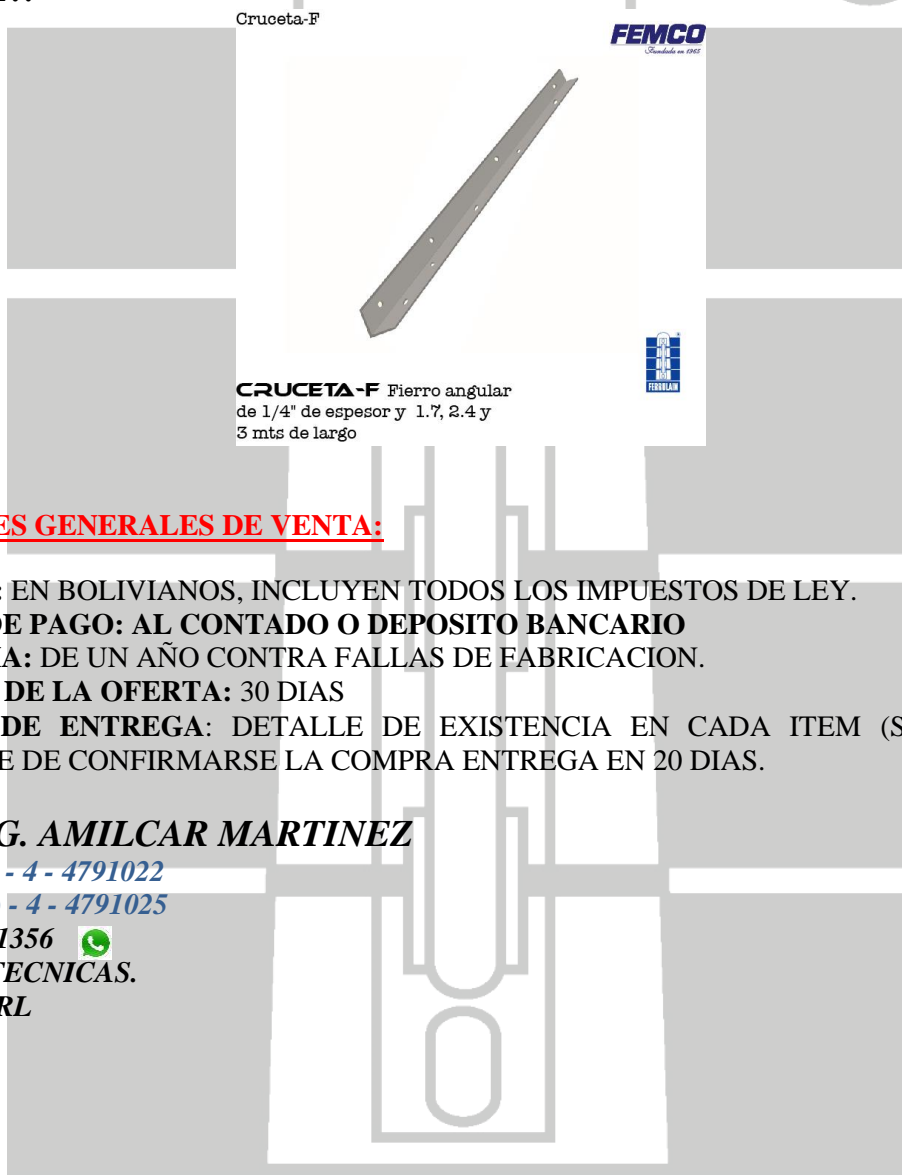 Cruceta-F
FEMCO
Fundada en 1965
FERRULAIN
CRUCETA-F Fierro angular
de 1/4" de espesor y 1.7, 2.4 y
3 mts de largo
ES GENERALES DE VENTA:
: EN BOLIVIANOS, INCLUYEN TODOS LOS IMPUESTOS DE LEY.
DE PAGO: AL CONTADO O DEPOSITO BANCARIO
IA: DE UN AÑO CONTRA FALLAS DE FABRICACION.
DE LA OFERTA: 30 DIAS
DE ENTREGA: DETALLE DE EXISTENCIA EN CADA ITEM (S
E DE CONFIRMARSE LA COMPRA ENTREGA EN 20 DIAS.
G. AMILCAR MARTINEZ
- 4 - 4791022
- 4 - 4791025
1356
TECNICAS.
RL